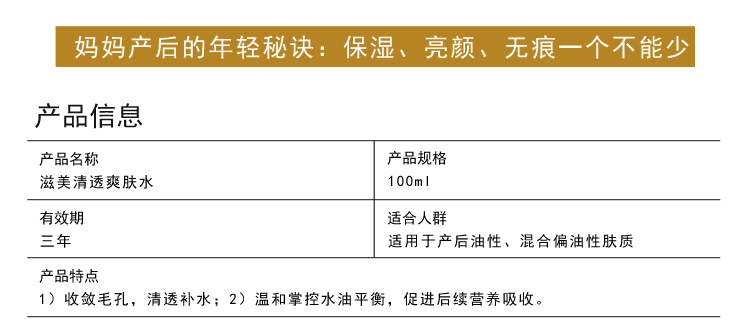 妈妈产后的年轻秘诀：保湿、亮颜、无痕一个不能少
产品信息
产品名称
滋美清透爽肤水
产品规格
100ml
有效期
三年
适合人群
适用于产后油性、混合偏油性肤质
产品特点
1）收敛毛孔，清透补水；2）温和掌控水油平衡，促进后续营养吸收。